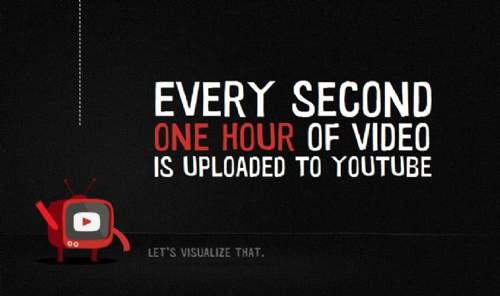 EVERY SECOND
ONE HOUR OF VIDEO
IS UPLOADED TO YOUTUBE
LET'S VISUALIZE THAT.